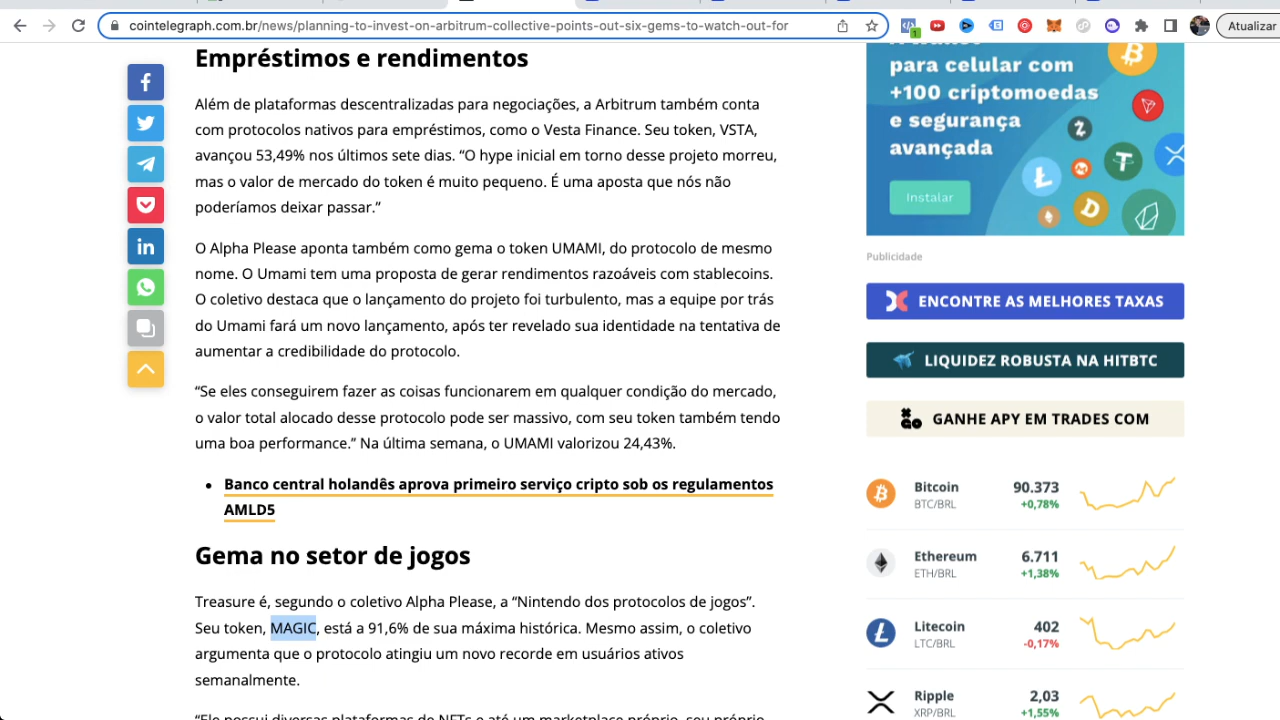 cointelegraph.com.br/news/planning-to-invest-on-arbitrum-collective-points-out-six-gems-to-watch-out-for
1
Atualizar
Empréstimos e rendimentos
Além de plataformas descentralizadas para negociações, a Arbitrum também conta
com protocolos nativos para empréstimos, como o Vesta Finance. Seu token, VSTA,
avançou 53,49% nos últimos sete dias. “O hype inicial em torno desse projeto morreu,
mas o valor de mercado do token é muito pequeno. É uma aposta que nós não
poderíamos deixar passar.”
O Alpha Please aponta também como gema o token UMAMI, do protocolo de mesmo
nome. O Umami tem uma proposta de gerar rendimentos razoáveis com stablecoins.
O coletivo destaca que o lançamento do projeto foi turbulento, mas a equipe por trás
do Umami fará um novo lançamento, após ter revelado sua identidade na tentativa de
aumentar a credibilidade do protocolo.
“Se eles conseguirem fazer as coisas funcionarem em qualquer condição do mercado,
o valor total alocado desse protocolo pode ser massivo, com seu token também tendo
uma boa performance.” Na última semana, o UMAMI valorizou 24,43%.
• Banco central holandês aprova primeiro serviço cripto sob os regulamentos
AMLD5
Gema no setor de jogos
Treasure é, segundo o coletivo Alpha Please, a “Nintendo dos protocolos de jogos”.
Seu token, MAGIC, está a 91,6% de sua máxima histórica. Mesmo assim, o coletivo
argumenta que o protocolo atingiu um novo recorde em usuários ativos
semanalmente.
“Ele possui diversas plataformas de NFTs e até um marketplace próprio, seu próprio
para celular com
+100 criptomoedas
e segurança
avançada
Instalar
Publicidade
ENCONTRE AS MELHORES TAXAS
LIQUIDEZ ROBUSTA NA HITBTC
GANHE APY EM TRADES COM
Bitcoin 90.373
BTC/BRL +0,78%
Ethereum 6.711
ETH/BRL +1,38%
Litecoin 402
LTC/BRL -0,17%
Ripple 2,03
XRP/BRL +1,55%